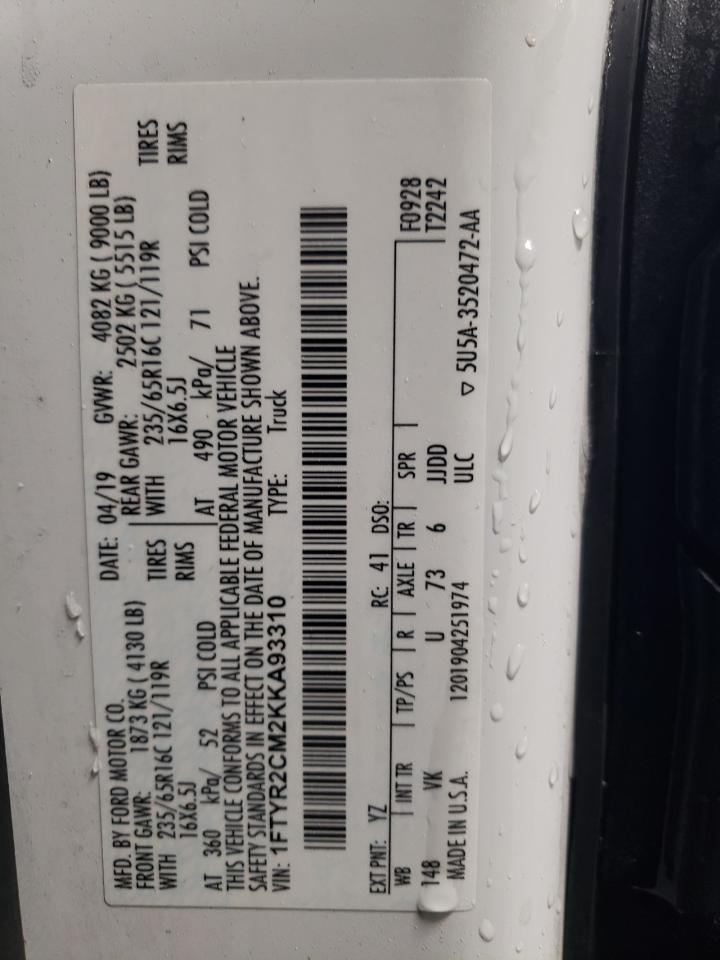 MFD. BY FORD MOTOR CO. DATE: 04/19 GVWR: 4082 KG ( 9000 LB)
FRONT GAWR: 1873 KG ( 4130 LB) REAR GAWR: 2502 KG ( 5515 LB)
WITH 235/65R16C 121/119R TIRES WITH 235/65R16C 121/119R TIRES
16X6.5J RIMS 16X6.5J RIMS
AT 360 kPa/ 52 PSI COLD AT 490 kPa/ 71 PSI COLD
THIS VEHICLE CONFORMS TO ALL APPLICABLE FEDERAL MOTOR VEHICLE
SAFETY STANDARDS IN EFFECT ON THE DATE OF MANUFACTURE SHOWN ABOVE.
VIN: 1FTYR2CM2KKA93310 TYPE: Truck
EXT PNT: YZ RC: 41 DSO: F0928
WB INT TR TP/PS R AXLE TR SPR T2242
148 VK U 73 6 JJDD
MADE IN U.S.A. 1201904251974 ULC ▽ 5U5A-3520472-AA